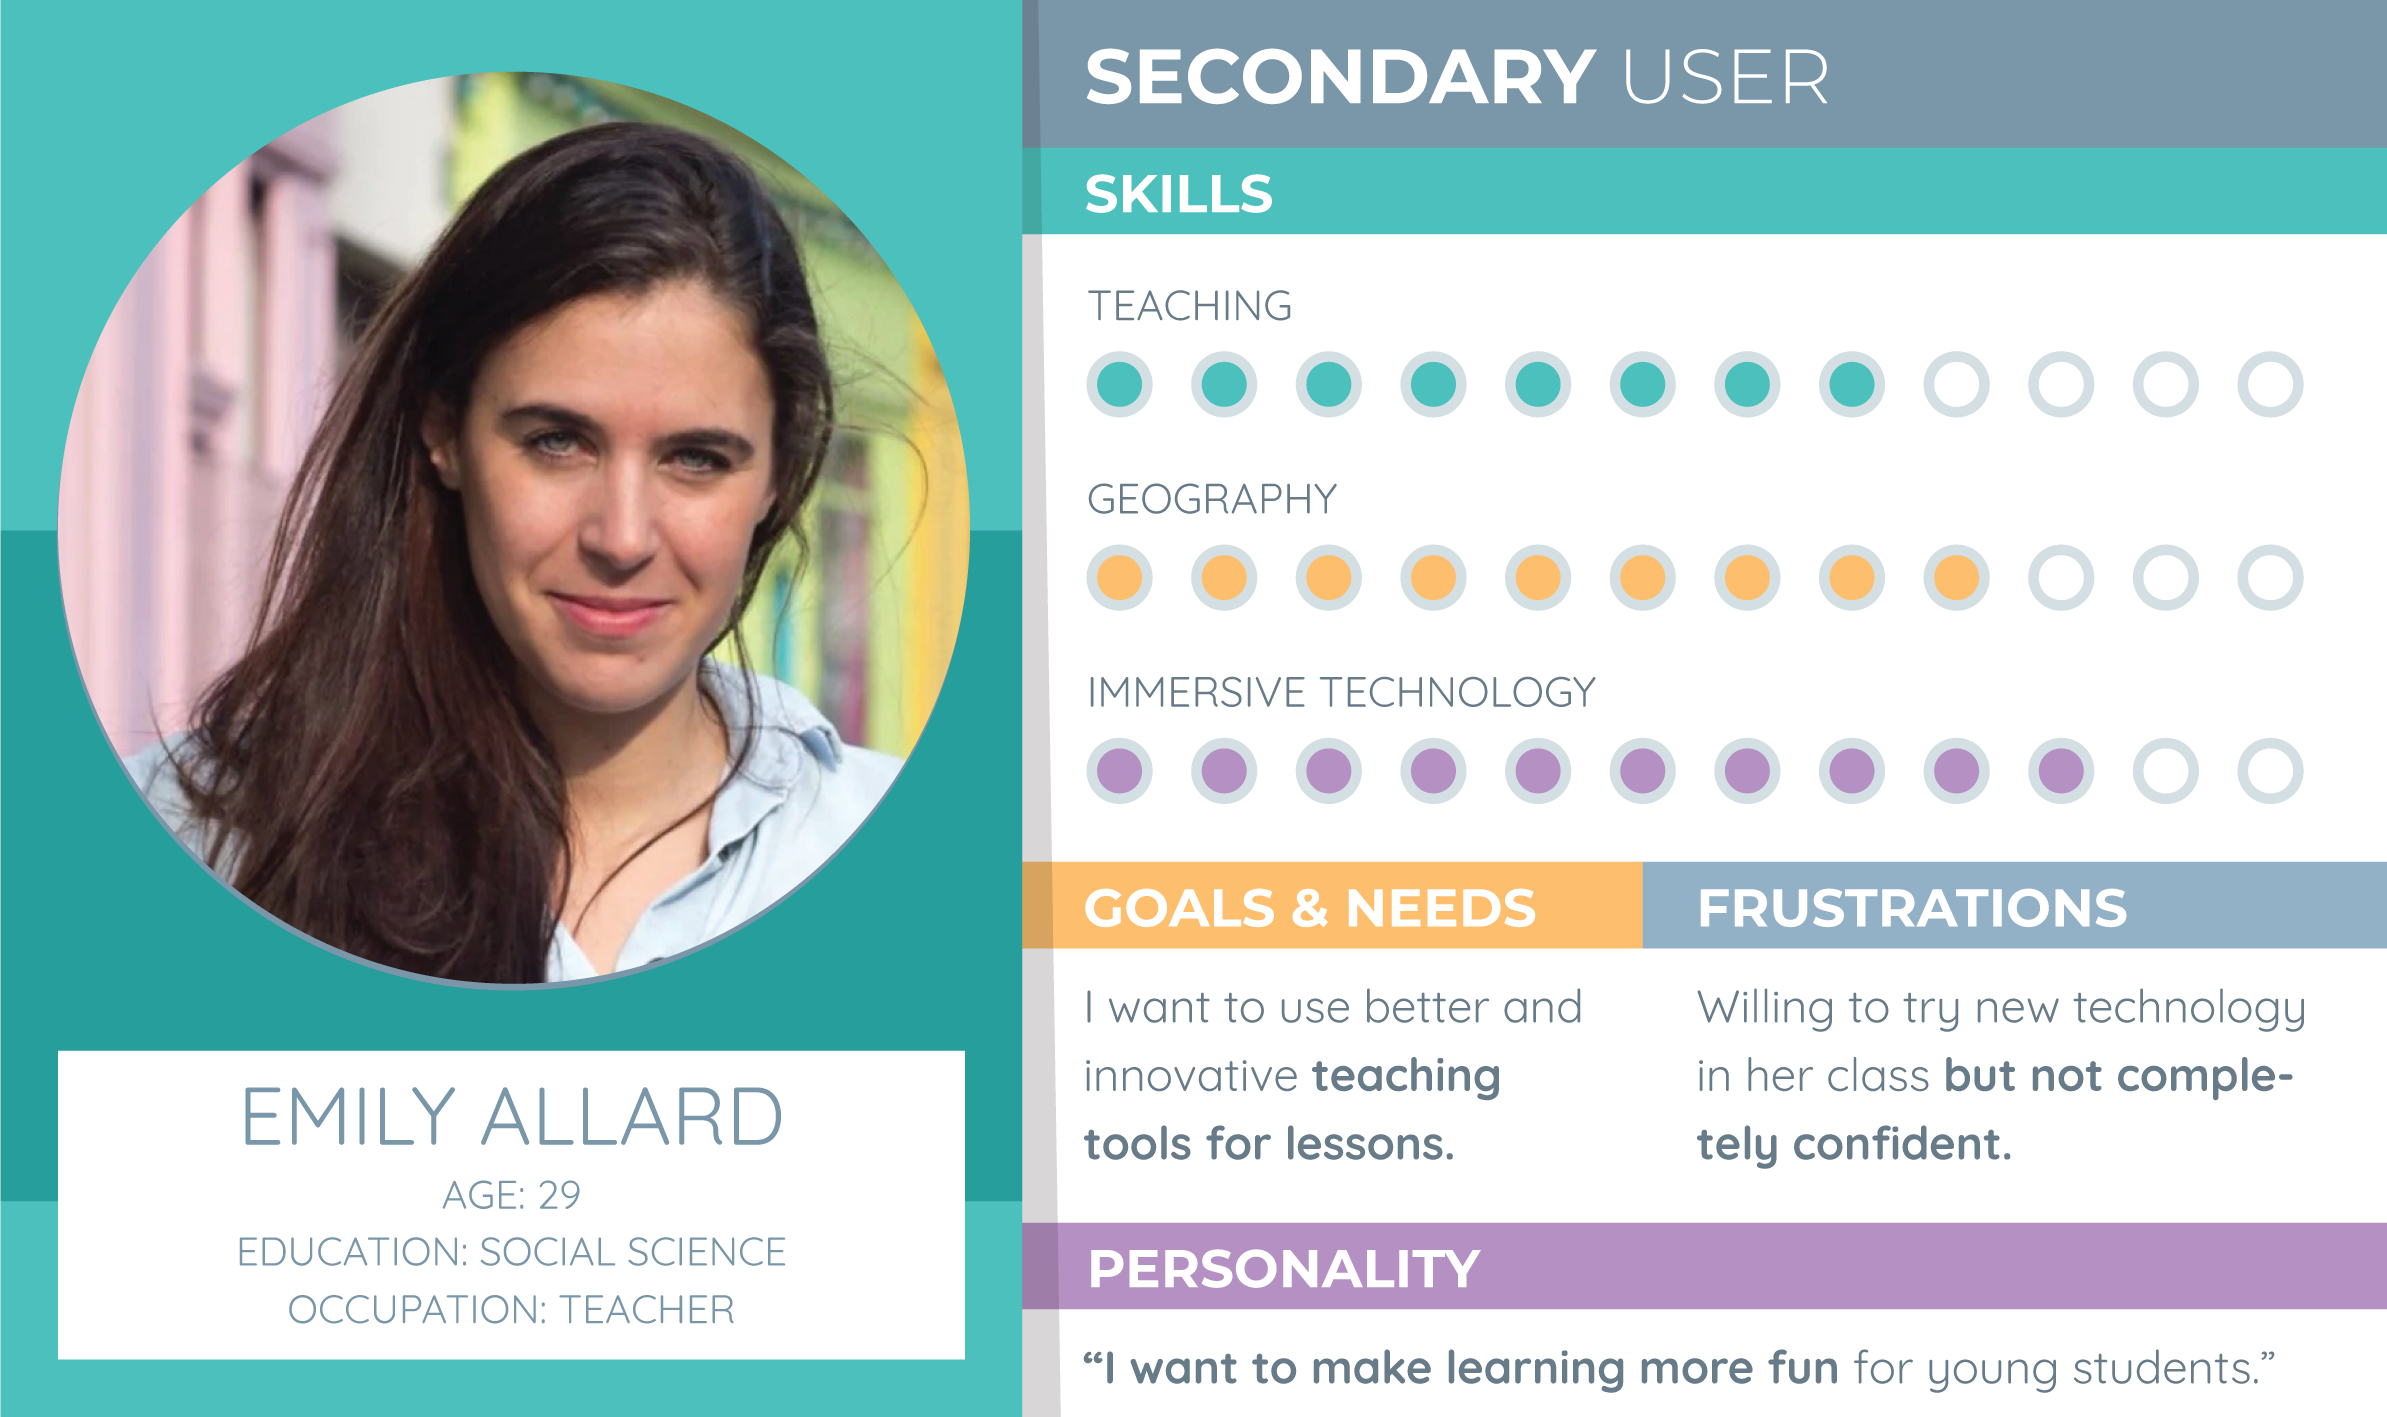 EMILY ALLARD
AGE: 29
EDUCATION: SOCIAL SCIENCE
OCCUPATION: TEACHER
SECONDARY USER
SKILLS
TEACHING
GEOGRAPHY
IMMERSIVE TECHNOLOGY
GOALS & NEEDS
I want to use better and
innovative teaching
tools for lessons.
FRUSTRATIONS
Willing to try new technology
in her class but not comple-
tely confident.
PERSONALITY
“I want to make learning more fun for young students.”